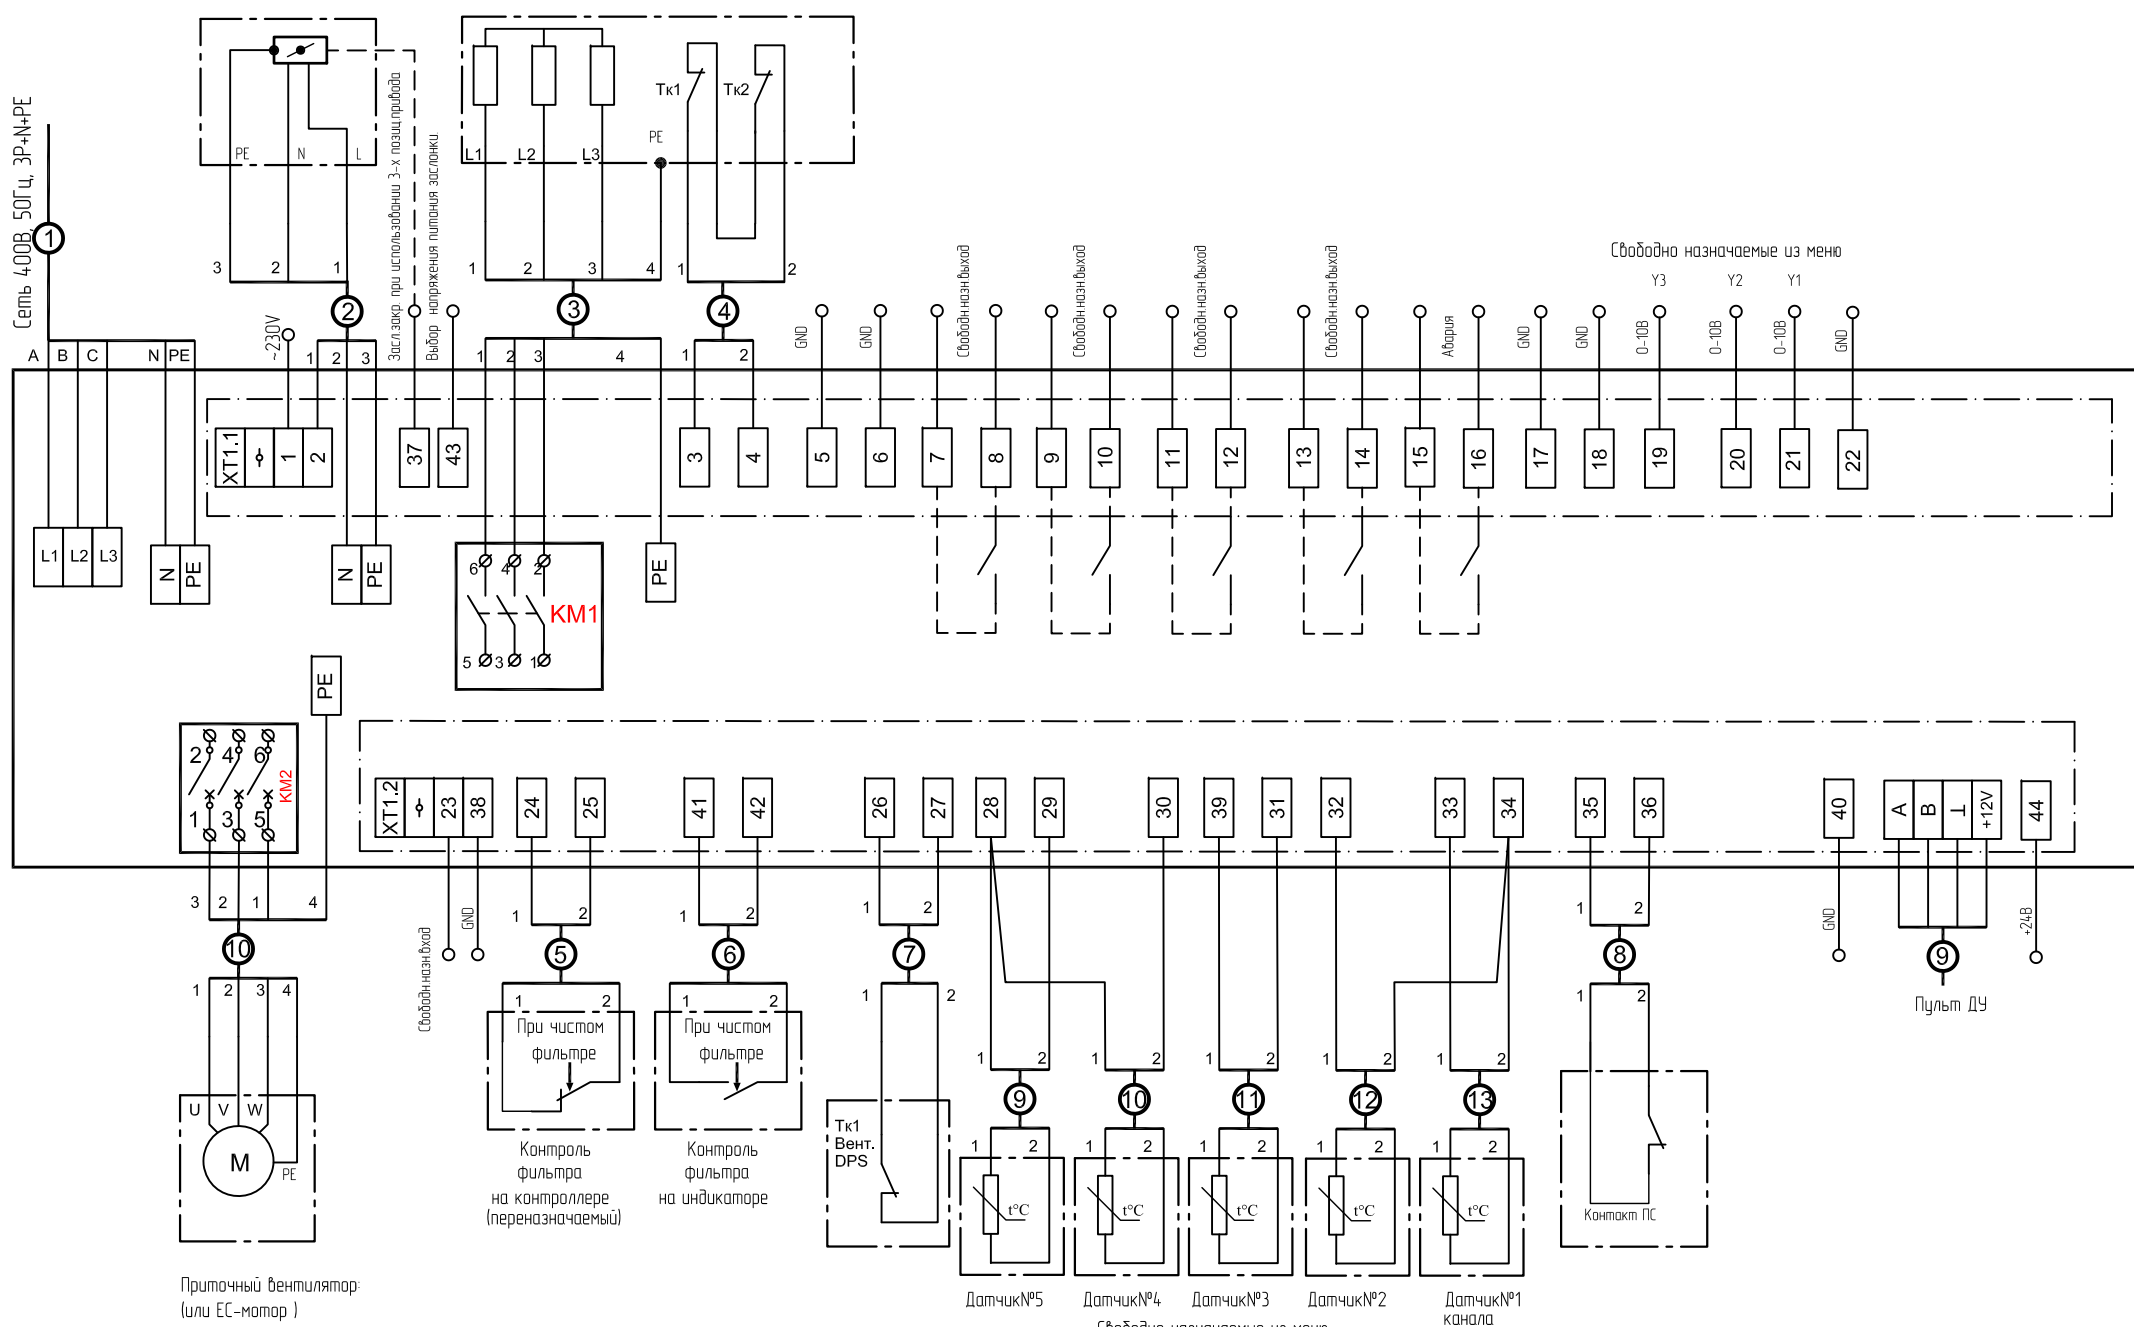 Сеть 400В, 50Гц, 3P+N+PE
1
A B C N PE
PE N L
3 2 1
2
~230V
1 2 3
Засл.закр. при использовании 3-х позиц.привода
Выбор напряжения питания заслонки.
L1 L2 L3 PE
Тк1 Тк2
1 2 3 4
3
1 2 3 4
1 2
4
1 2
GND
GND
Свободн.назн.выход
Свободн.назн.выход
Свободн.назн.выход
Свободн.назн.выход
Авария
GND
GND
Свободно назначаемые из меню
Y3 Y2 Y1
0-10В
0-10В
0-10В
GND
XT1.1 1 2 37 43 3 4 5 6 7 8 9 10 11 12 13 14 15 16 17 18 19 20 21 22
L1 L2 L3 N PE N PE
6 4 2
KM1
5 3 1
PE
PE
2 4 6
KM2
1 3 5
XT1.2 23 38 24 25 41 42 26 27 28 29 30 39 31 32 33 34 35 36 40 A B ⊥ +12V 44
3 2 1 4
10
1 2 3 4
U V W
M
PE
Приточный вентилятор:
(или ЕС-мотор )
Свободн.назн.вход
GND
1 2
5
1 2
При чистом
фильтре
Контроль
фильтра
на контроллере
(переназначаемый)
1 2
6
1 2
При чистом
фильтре
Контроль
фильтра
на индикаторе
1 2
7
1 2
Тк1
Вент.
DPS
1 2
9
1 2
t°C
Датчик№5
1 2
10
1 2
t°C
Датчик№4
1 2
11
1 2
t°C
Датчик№3
1 2
12
1 2
t°C
Датчик№2
1 2
13
1 2
t°C
Датчик№1
канала
Свободно назначаемые из меню
1 2
8
1 2
Контакт ПС
GND
9
Пульт ДУ
+24В